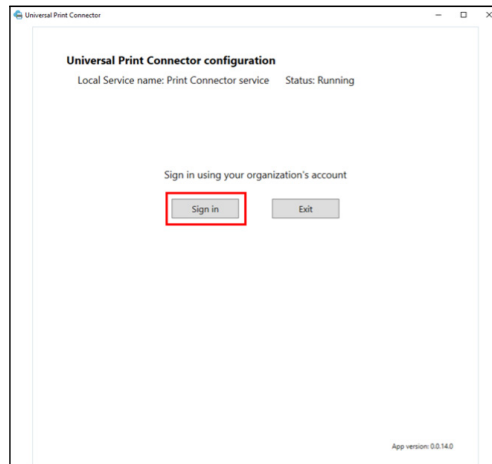 Universal Print Connector
Universal Print Connector configuration
Local Service name: Print Connector service Status: Running
Sign in using your organization's account
Sign in Exit
App version: 0.0.14.0